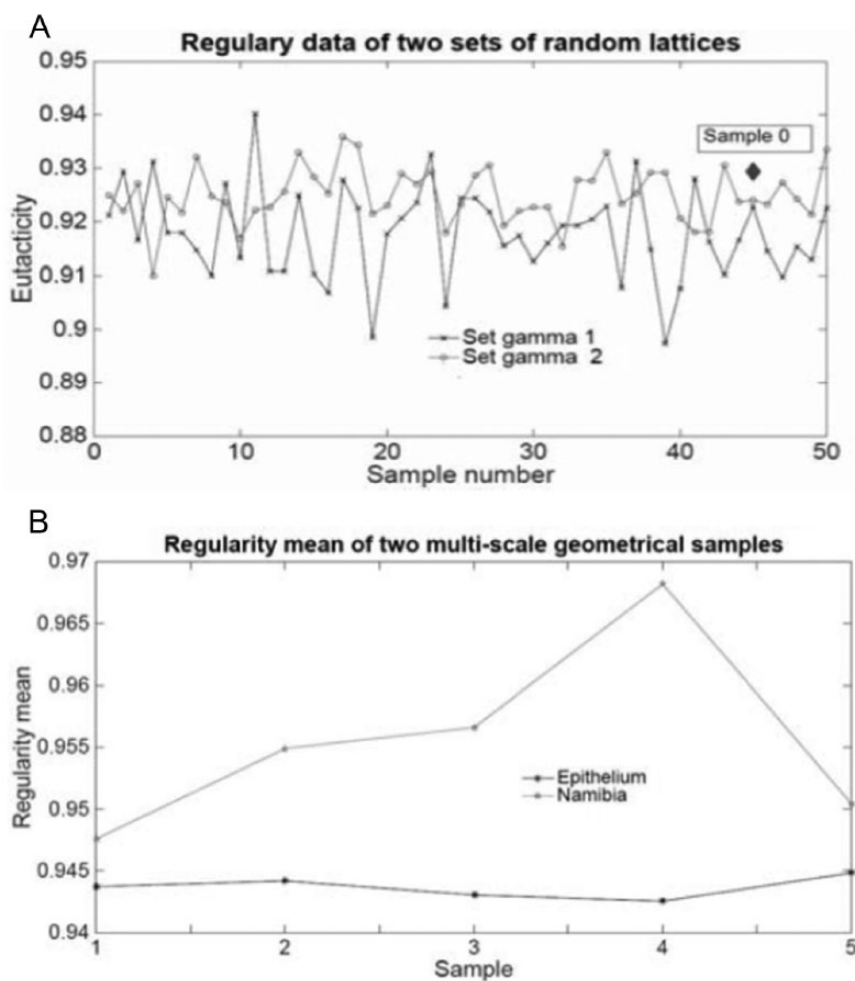 A
Regulary data of two sets of random lattices
0.95
0.94
0.93
0.92
0.91
0.9
0.89
0.88
Eutacticity
Sample 0
Set gamma 1
Set gamma 2
0 10 20 30 40 50
Sample number
B
Regularity mean of two multi-scale geometrical samples
0.97
0.965
0.96
0.955
0.95
0.945
0.94
Regularity mean
Epithelium
Namibia
1 2 3 4 5
Sample